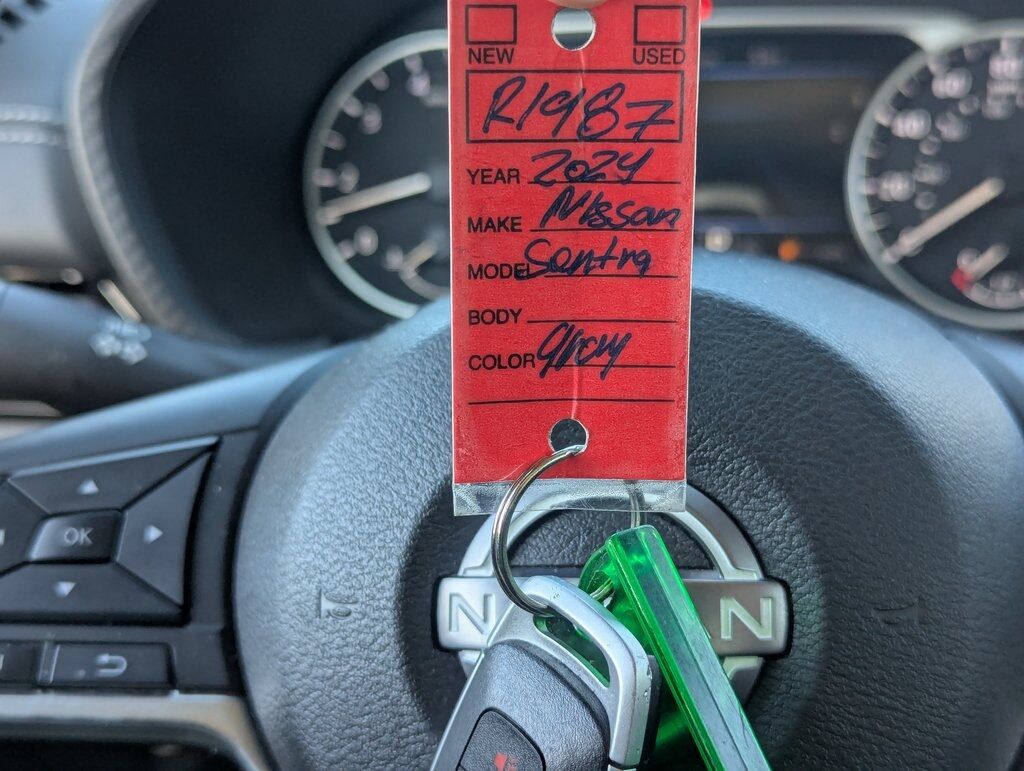 NEW USED
R1987
YEAR 2024
MAKE Nissan
MODEL Sentra
BODY
COLOR gray
OK
N N